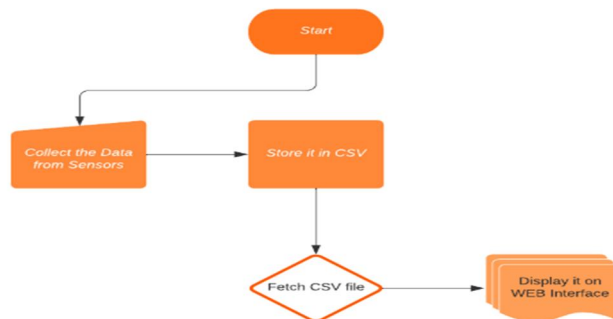 Start
Collect the Data
from Sensors
Store it in CSV
Fetch CSV file
Display it on
WEB Interface